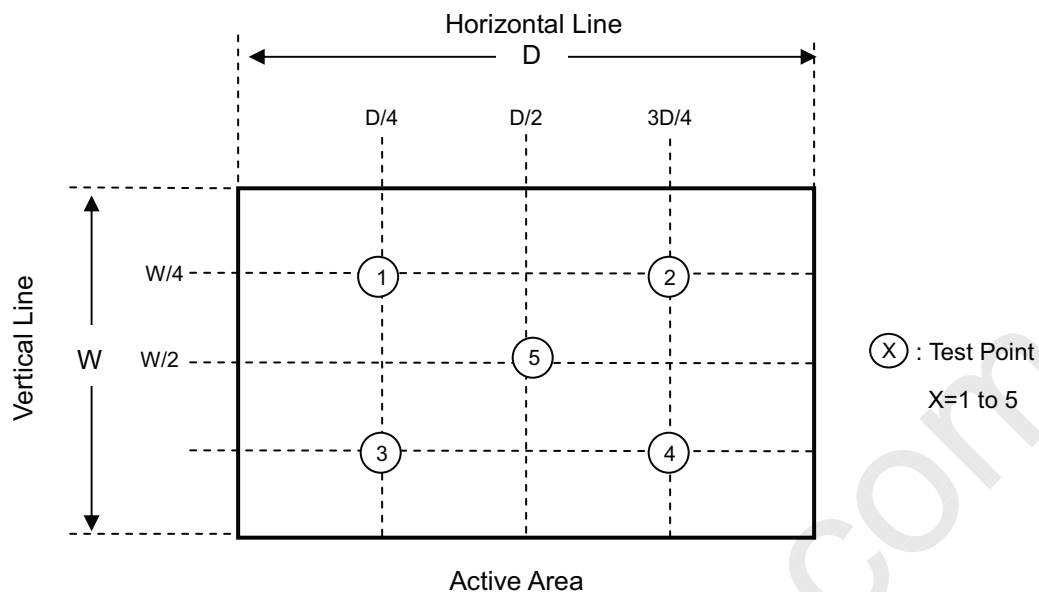 Horizontal Line
D
D/4 D/2 3D/4
W/4
1 2
Vertical Line
W
W/2
5
X : Test Point
X=1 to 5
3 4
Active Area
com